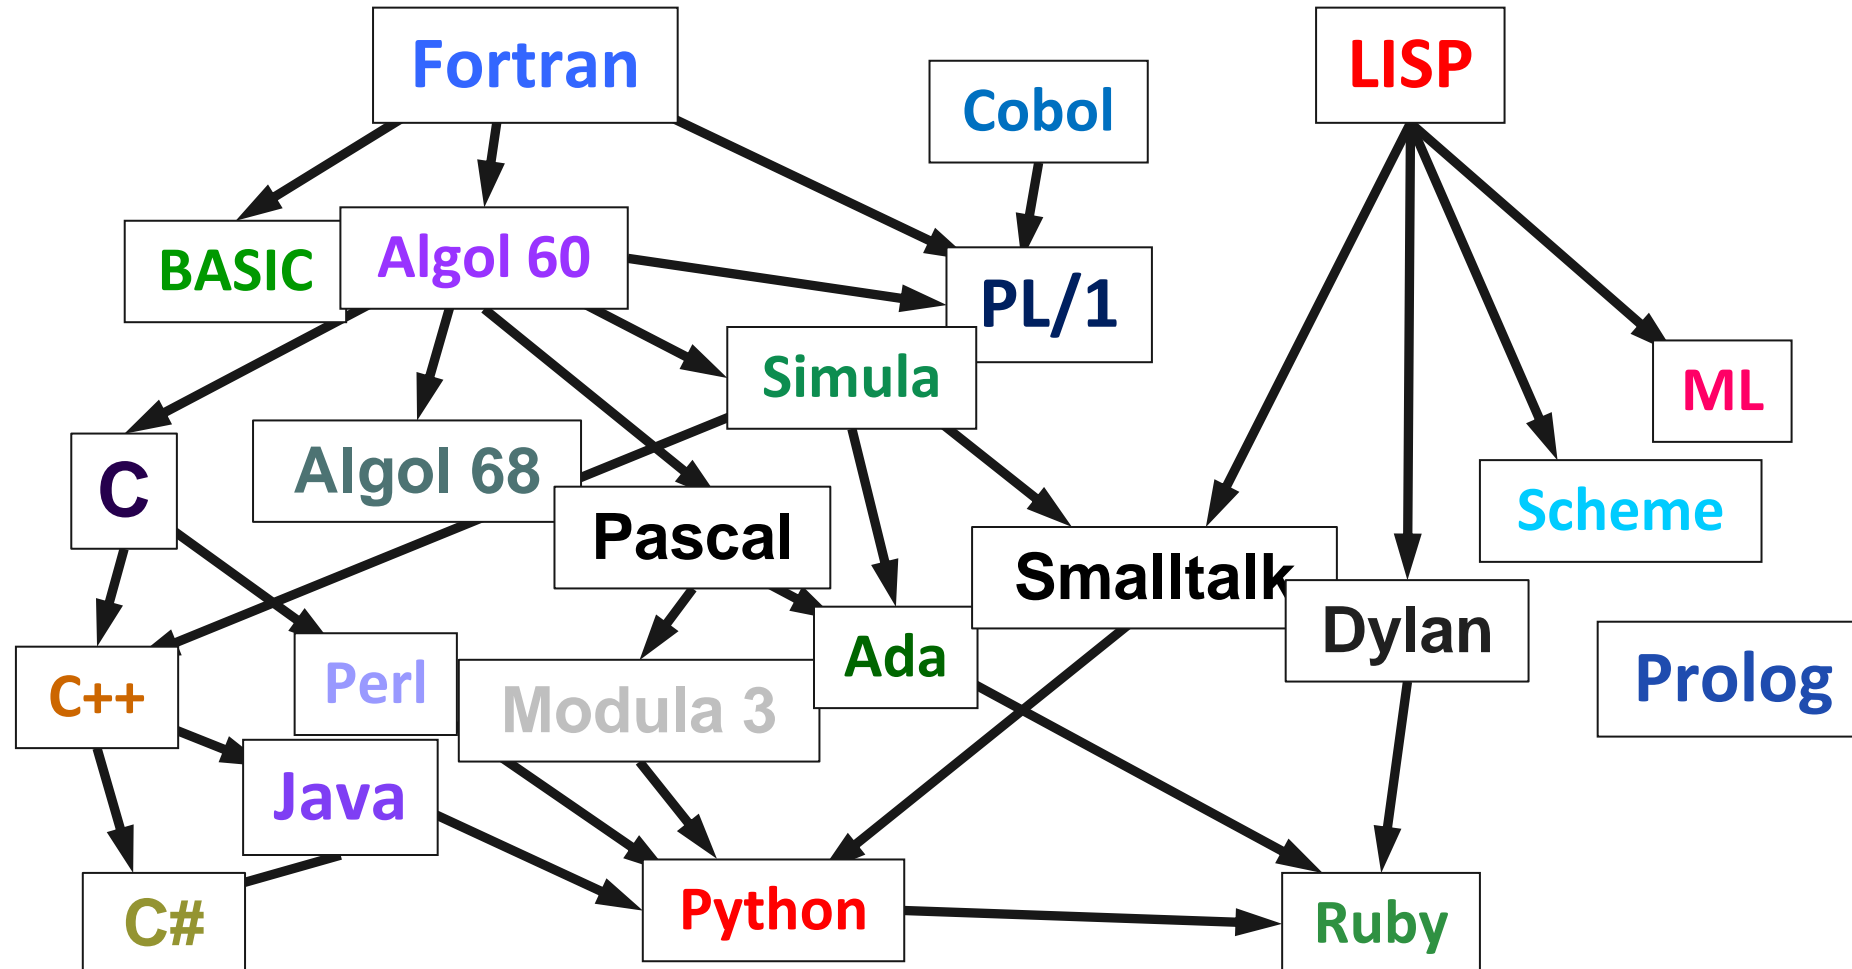 Fortran
LISP
Cobol
BASIC
Algol 60
PL/1
Simula
ML
C
Algol 68
Pascal
Scheme
Smalltalk
Dylan
C++
Perl
Modula 3
Ada
Prolog
Java
C#
Python
Ruby